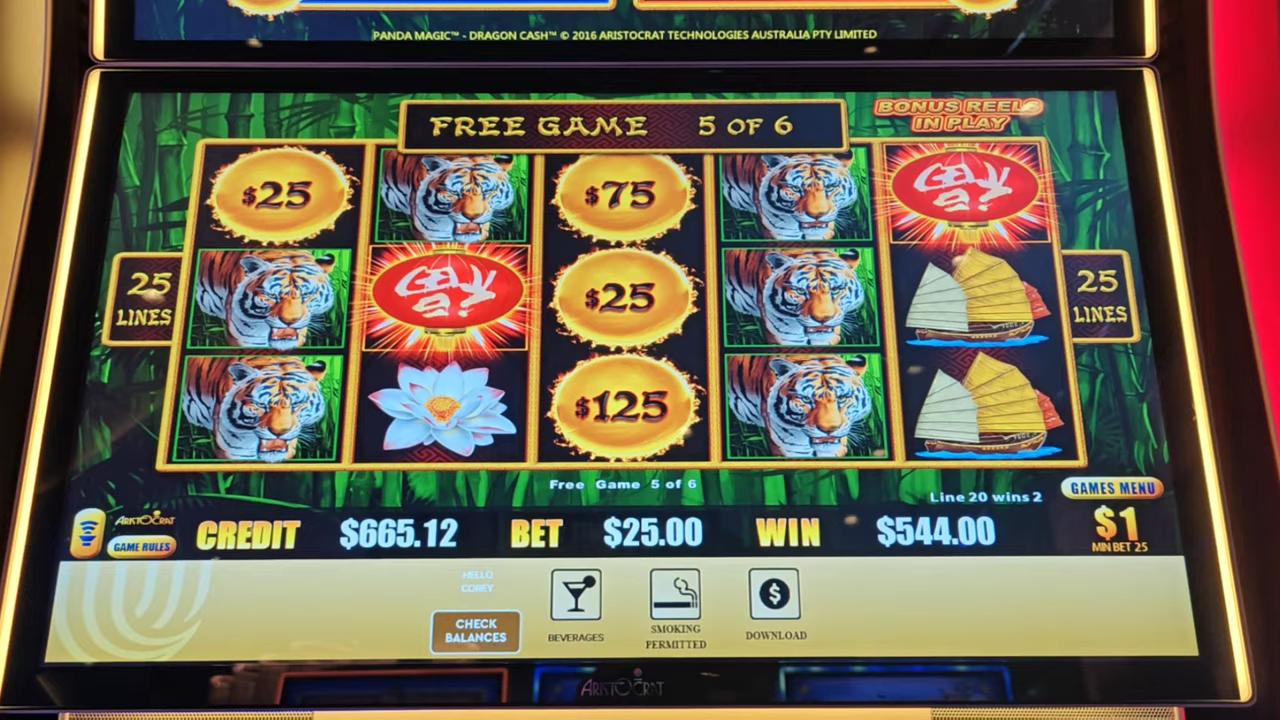 PANDA MAGIC™ - DRAGON CASH™ © 2016 ARISTOCRAT TECHNOLOGIES AUSTRALIA PTY LIMITED
BONUS REELS
IN PLAY
FREE GAME 5 OF 6
$25
$75
$25
$125
25
LINES
25
LINES
Free Game 5 of 6
Line 20 wins 2
GAMES MENU
ARISTOCRAT
GAME RULES
CREDIT $665.12 BET $25.00 WIN $544.00
$1
MIN BET 25
HELLO
COREY
CHECK
BALANCES
BEVERAGES
SMOKING
PERMITTED
DOWNLOAD
ARISTOCRAT